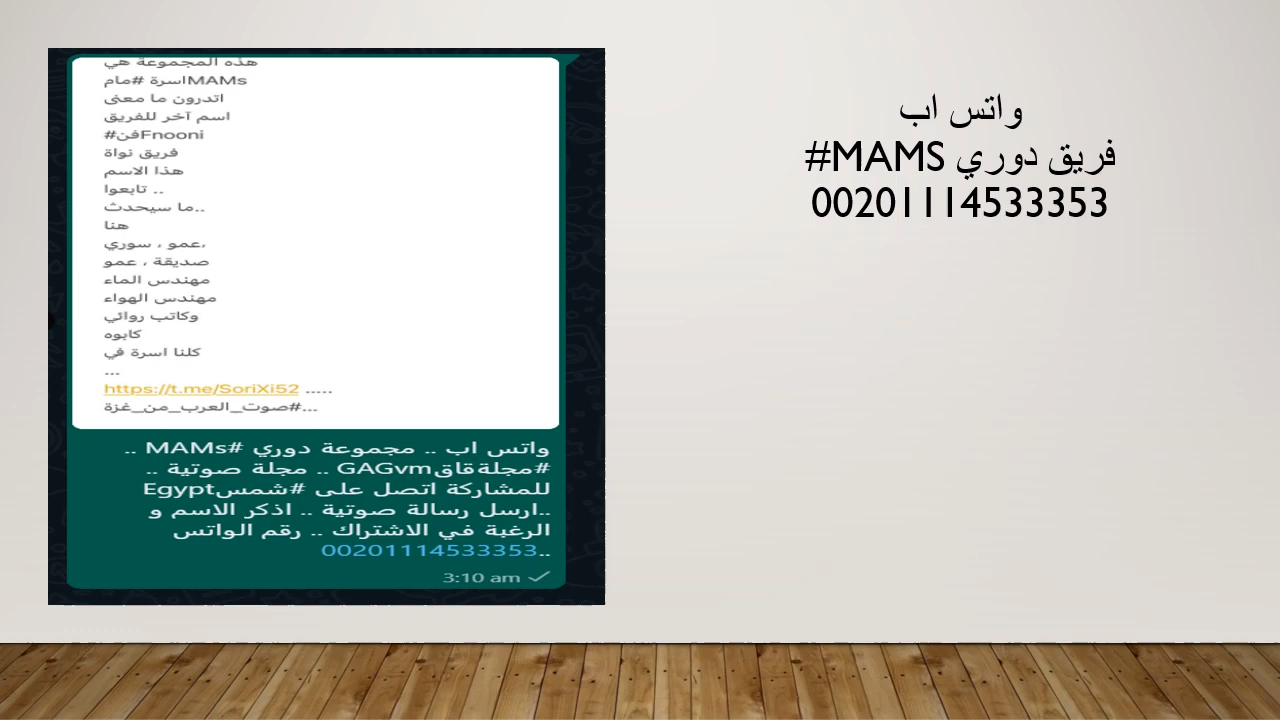 هذه المجموعة هي
اسرة #مامMAMs
اتدرون ما معنى
اسم آخر للفريق
#فنFnooni
فريق نواة
هذا الاسم
.. تابعوا
ما سيحدث..
هنا
عمو ، سوري،
صديقة ، عمو
مهندس الماء
مهندس الهواء
وكاتب روائي
كابوه
كلنا اسرة في
...
https://t.me/SoriXi52 .....
#صوت_العرب_من_غزة...
واتس اب .. مجموعة دوري #MAMs ..
#مجلةقاقGAGvm .. مجلة صوتية ..
للمشاركة اتصل على #شمسEgypt
..ارسل رسالة صوتية .. اذكر الاسم و
الرغبة في الاشتراك .. رقم الواتس
..00201114533353
3:10 am
واتس اب
فريق دوري MAMS#
00201114533353